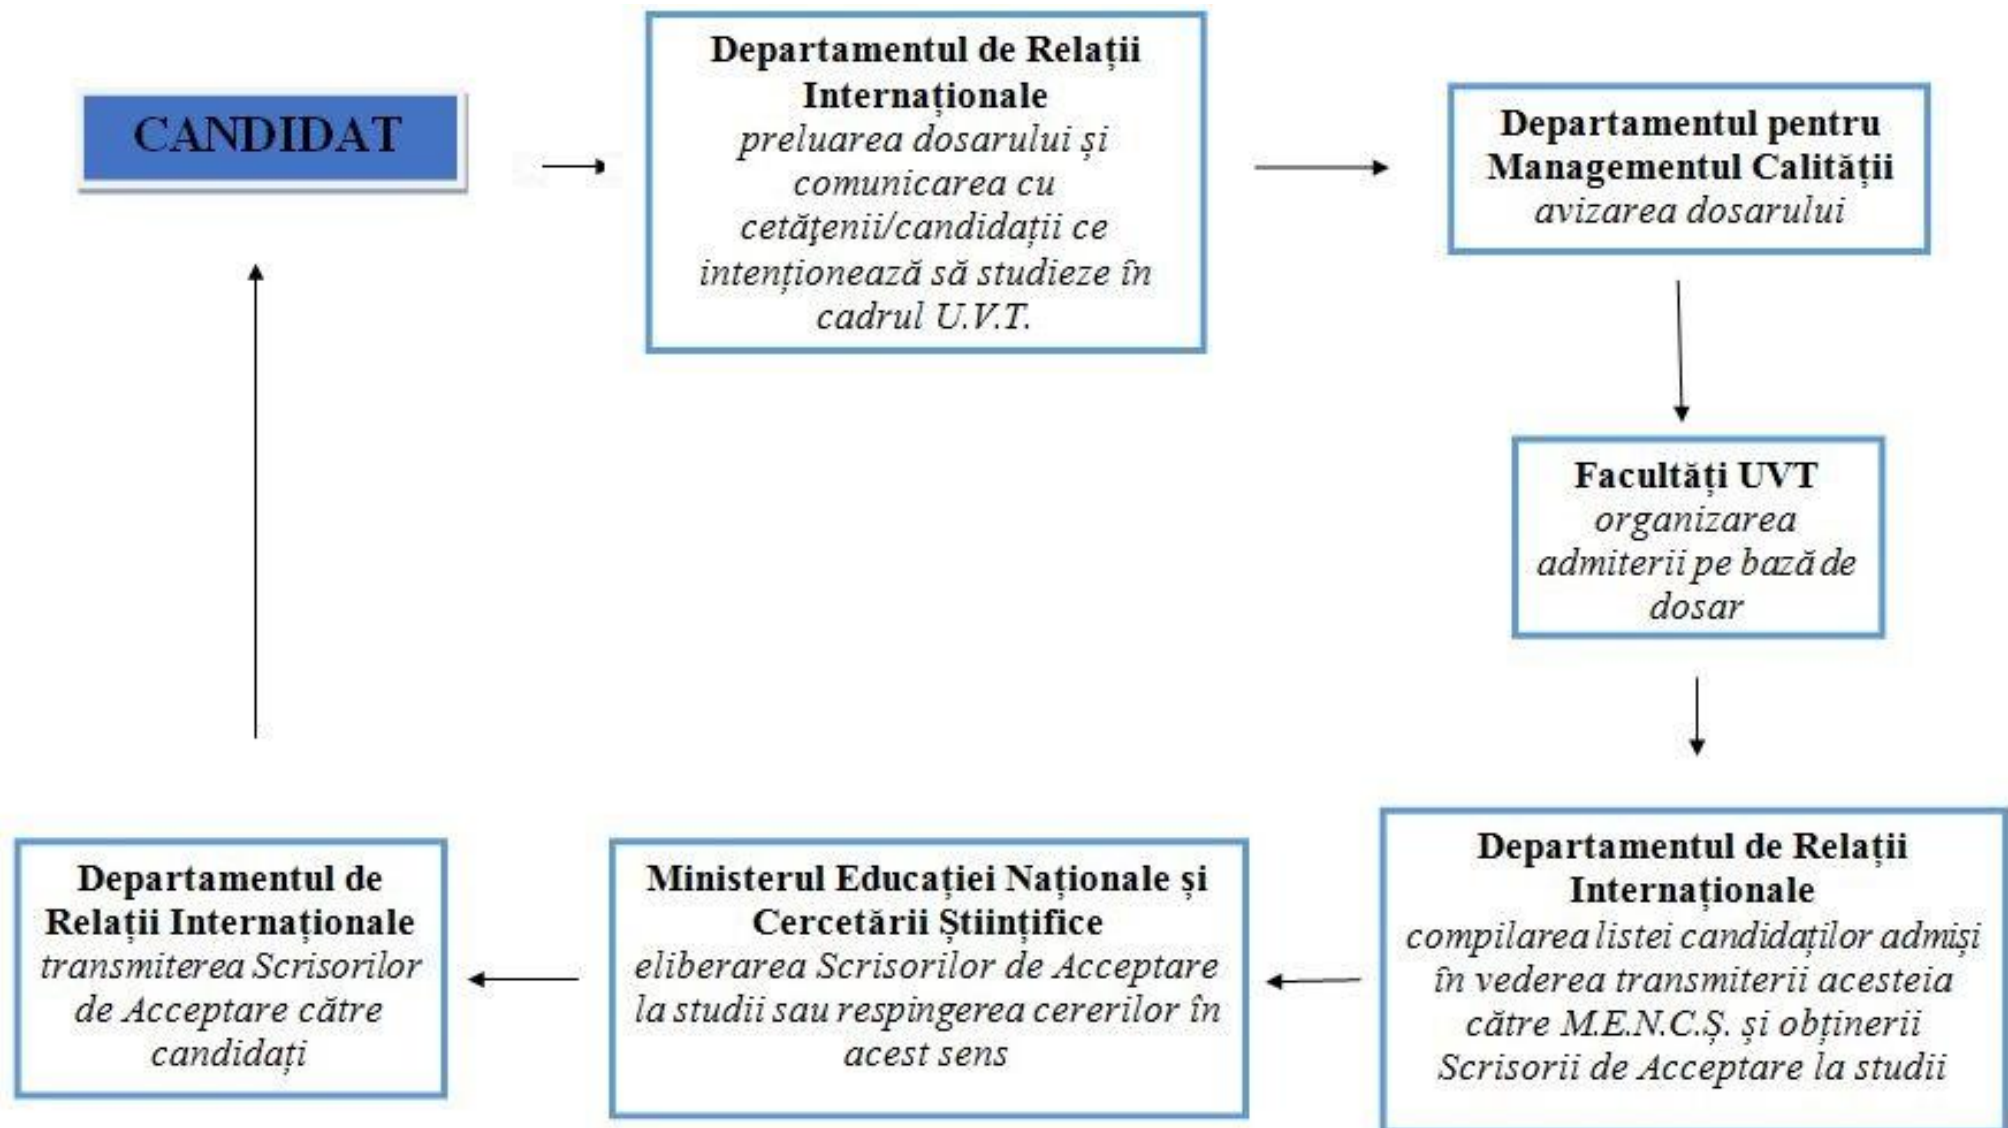 CANDIDAT
Departamentul de Relații
Internaționale
preluarea dosarului și
comunicarea cu
cetăţenii/candidații ce
intenționează să studieze în
cadrul U.V.T.
Departamentul pentru
Managementul Calității
avizarea dosarului
Facultăți UVT
organizarea
admiterii pe bază de
dosar
Departamentul de Relații
Internaționale
compilarea listei candidaților admiși
în vederea transmiterii acesteia
către M.E.N.C.Ș. și obținerii
Scrisorii de Acceptare la studii
Ministerul Educației Naționale și
Cercetării Științifice
eliberarea Scrisorilor de Acceptare
la studii sau respingerea cererilor în
acest sens
Departamentul de
Relații Internaționale
transmiterea Scrisorilor
de Acceptare către
candidați